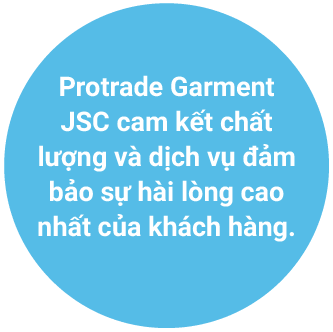 Protrade Garment
JSC cam kết chất
lượng và dịch vụ đảm
bảo sự hài lòng cao
nhất của khách hàng.